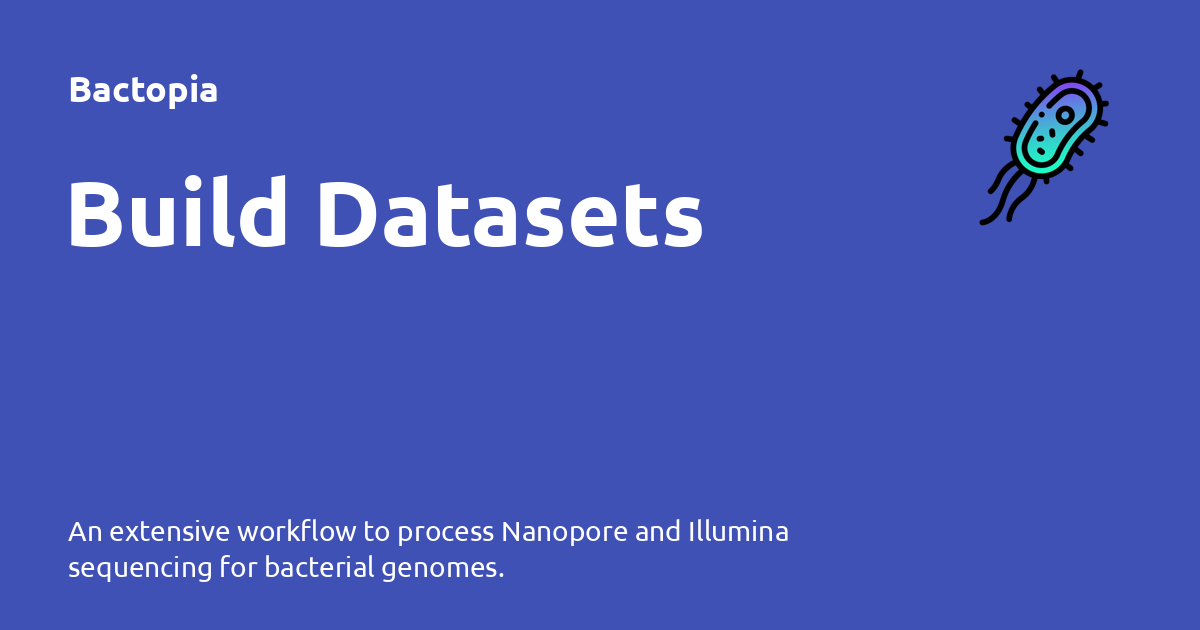 Bactopia
Build Datasets
An extensive workflow to process Nanopore and Illumina
sequencing for bacterial genomes.